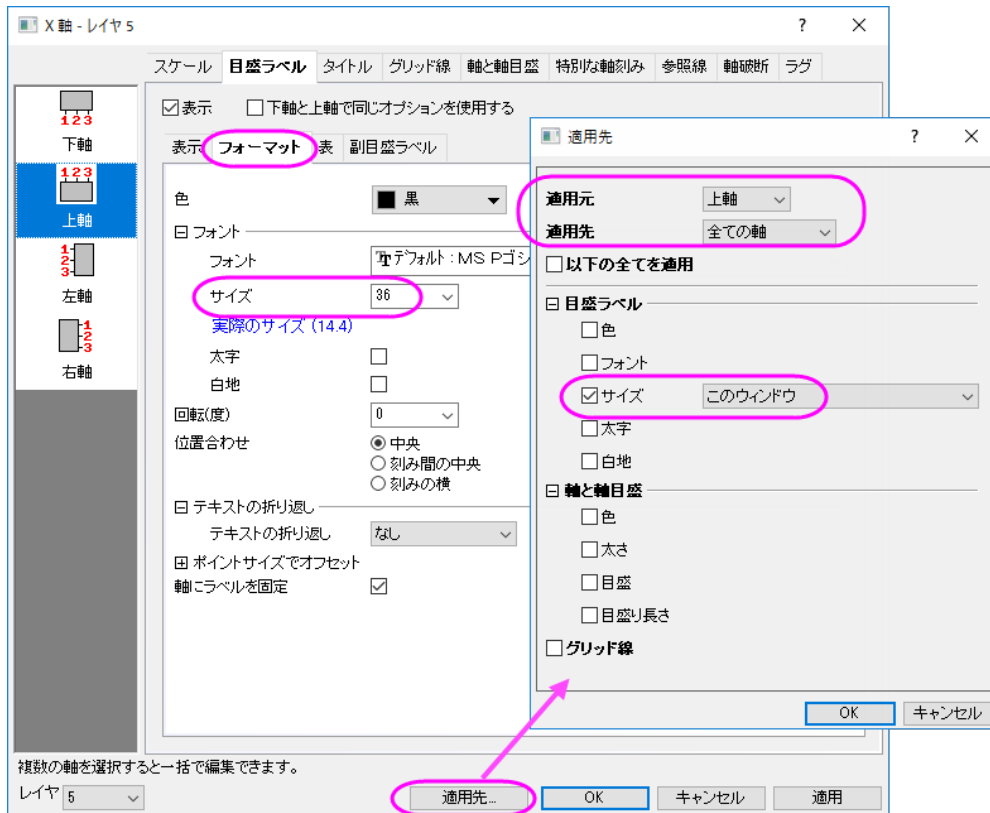 X 軸 - レイヤ 5 ? ×
スケール 目盛ラベル タイトル グリッド線 軸と軸目盛 特別な軸刻み 参照線 軸破断 ラグ
1 2 3
下軸
1 2 3
上軸
1
2
3
左軸
1
2
3
右軸
表示 下軸と上軸で同じオプションを使用する
表示 フォーマット 表 副目盛ラベル
色 黒
フォント
フォント デフォルト : MS Pゴシ
サイズ 36
実際のサイズ (14.4)
太字
白地
回転(度) 0
位置合わせ 中央
刻み間の中央
刻みの横
テキストの折り返し
テキストの折り返し なし
ポイントサイズでオフセット
軸にラベルを固定
複数の軸を選択すると一括で編集できます。
レイヤ 5 適用先... OK キャンセル 適用
適用先 ? ×
適用元 上軸
適用先 全ての軸
以下の全てを適用
目盛ラベル
色
フォント
サイズ このウィンドウ
太字
白地
軸と軸目盛
色
太さ
目盛
目盛り長さ
グリッド線
OK キャンセル